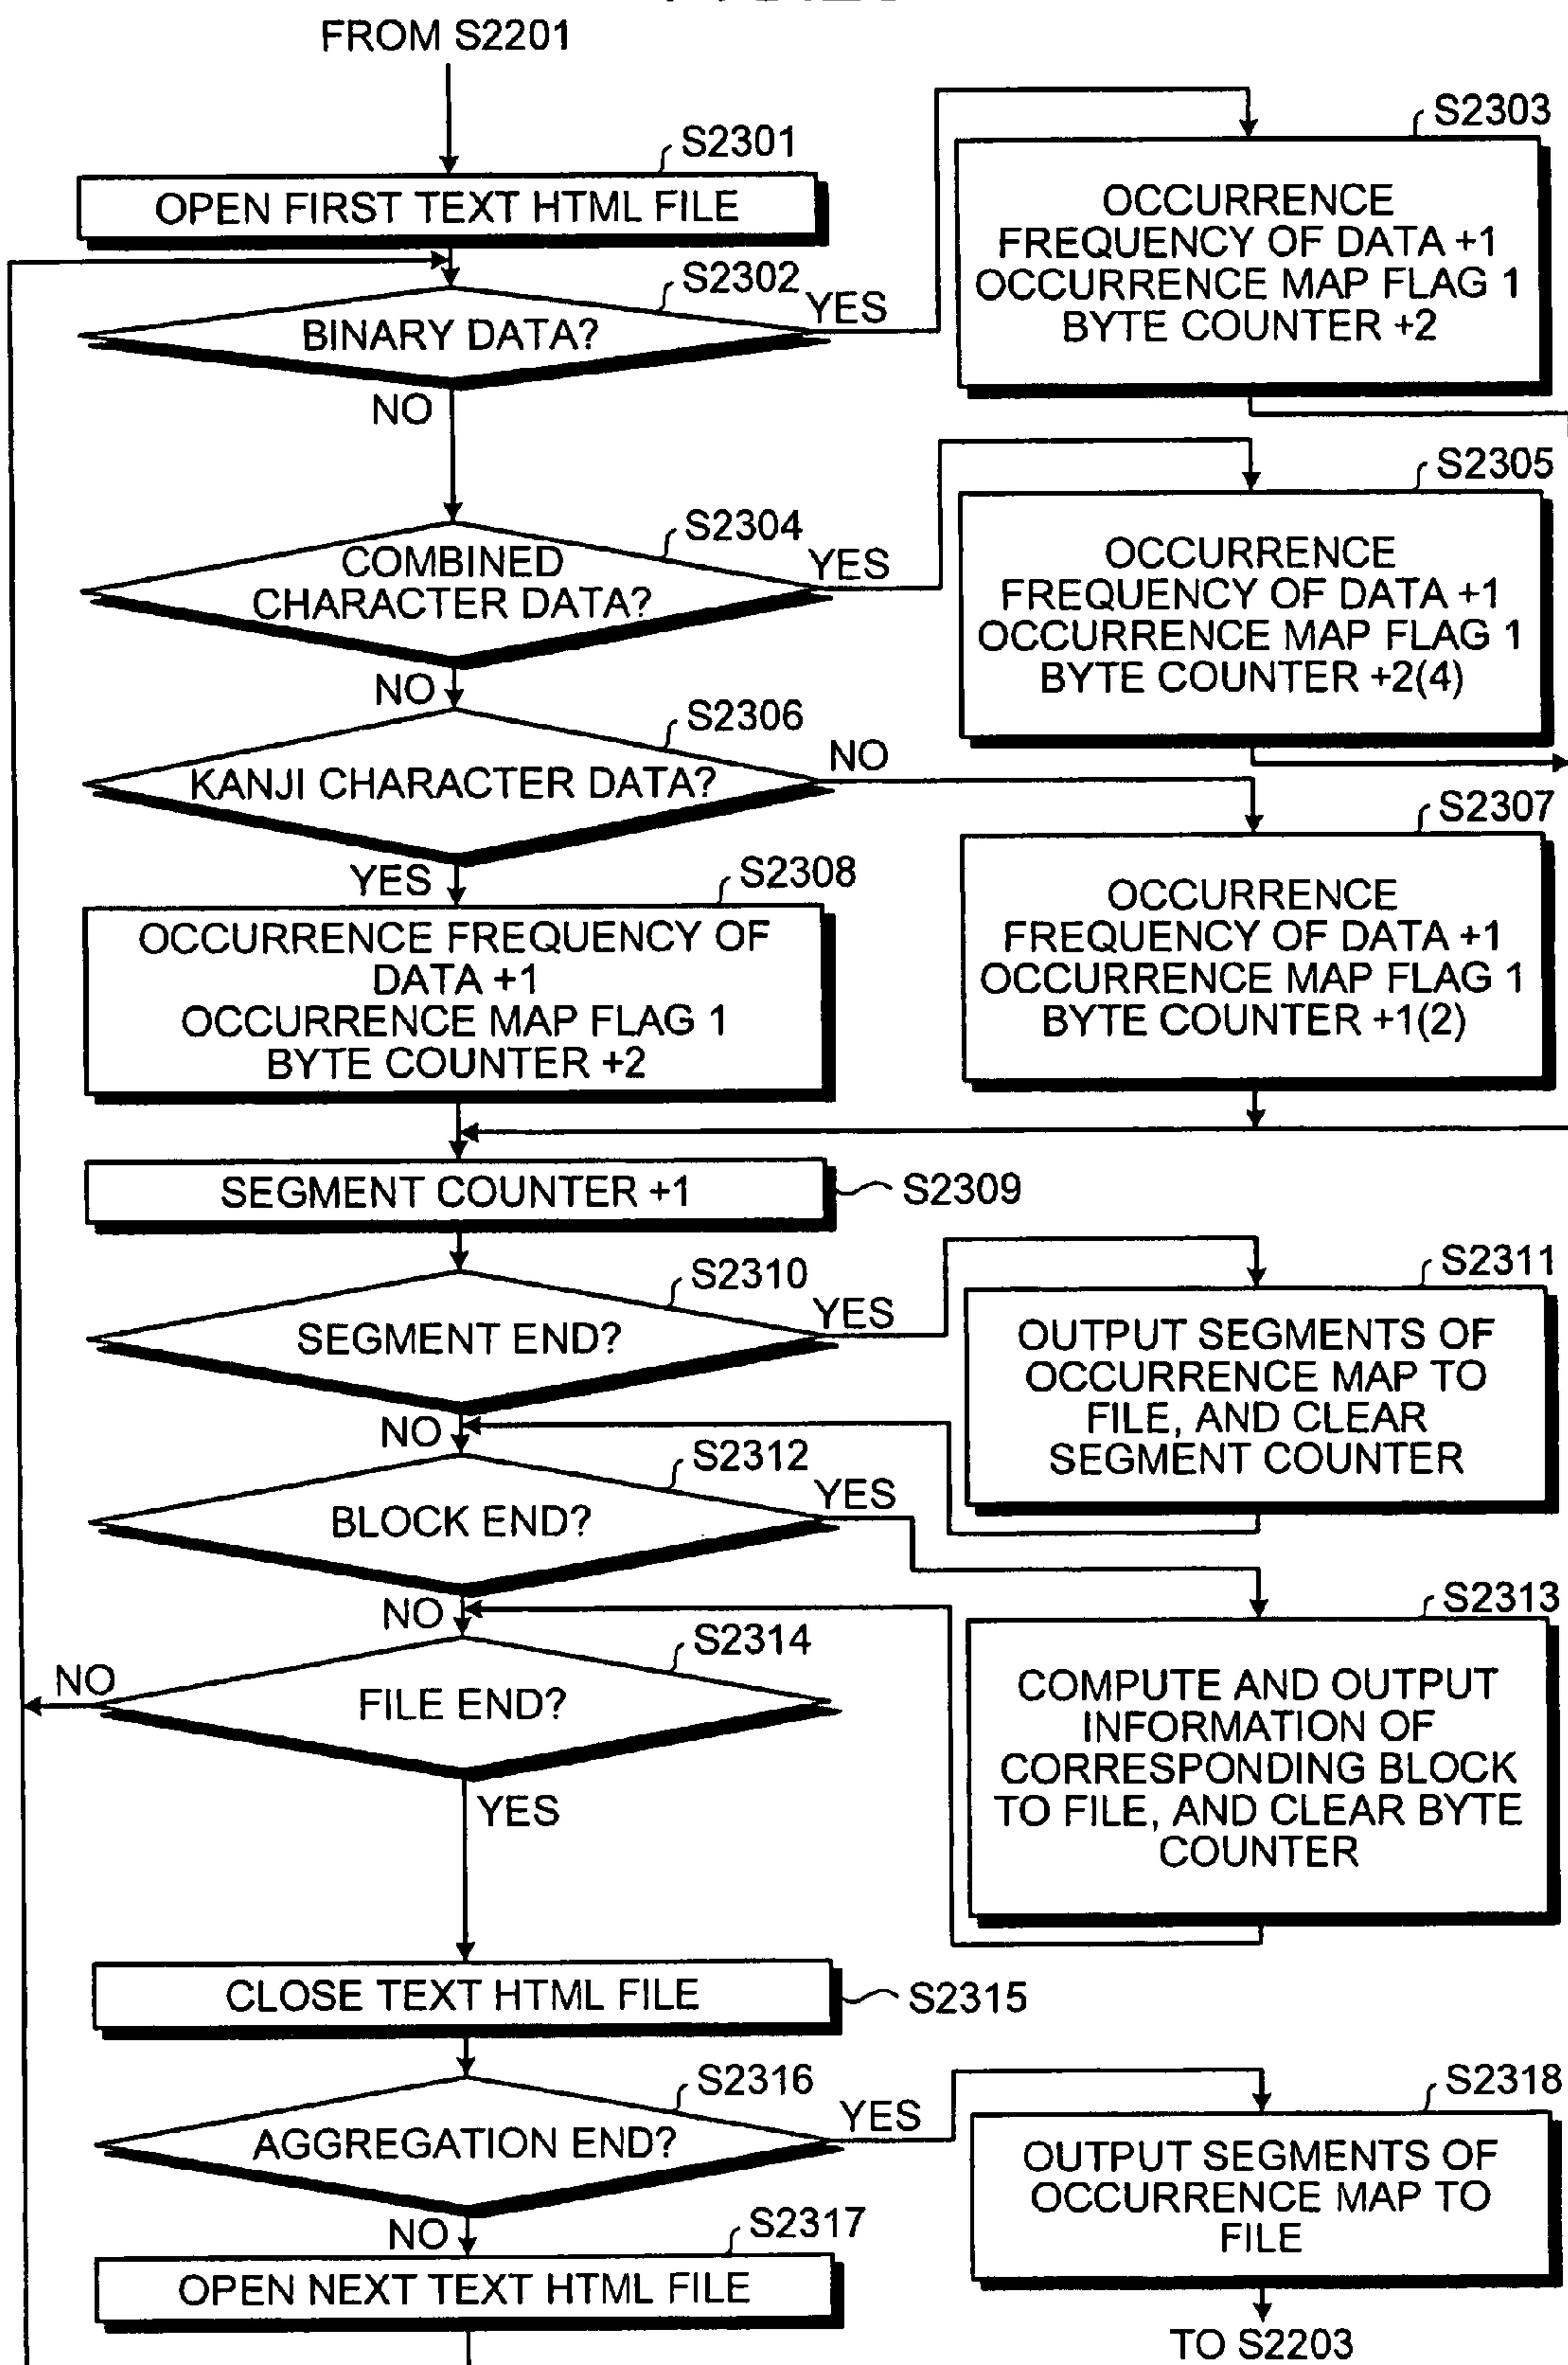 FROM S2201
S2301
OPEN FIRST TEXT HTML FILE
S2302
BINARY DATA?
YES
NO
S2303
OCCURRENCE
FREQUENCY OF DATA +1
OCCURRENCE MAP FLAG 1
BYTE COUNTER +2
S2304
COMBINED
CHARACTER DATA?
YES
NO
S2305
OCCURRENCE
FREQUENCY OF DATA +1
OCCURRENCE MAP FLAG 1
BYTE COUNTER +2(4)
S2306
KANJI CHARACTER DATA?
NO
YES
S2307
OCCURRENCE
FREQUENCY OF DATA +1
OCCURRENCE MAP FLAG 1
BYTE COUNTER +1(2)
S2308
OCCURRENCE FREQUENCY OF
DATA +1
OCCURRENCE MAP FLAG 1
BYTE COUNTER +2
SEGMENT COUNTER +1
S2309
S2310
SEGMENT END?
YES
NO
S2311
OUTPUT SEGMENTS OF
OCCURRENCE MAP TO
FILE, AND CLEAR
SEGMENT COUNTER
S2312
BLOCK END?
YES
NO
S2313
COMPUTE AND OUTPUT
INFORMATION OF
CORRESPONDING BLOCK
TO FILE, AND CLEAR BYTE
COUNTER
S2314
FILE END?
NO
YES
CLOSE TEXT HTML FILE
S2315
S2316
AGGREGATION END?
YES
NO
S2318
OUTPUT SEGMENTS OF
OCCURRENCE MAP TO
FILE
TO S2203
S2317
OPEN NEXT TEXT HTML FILE